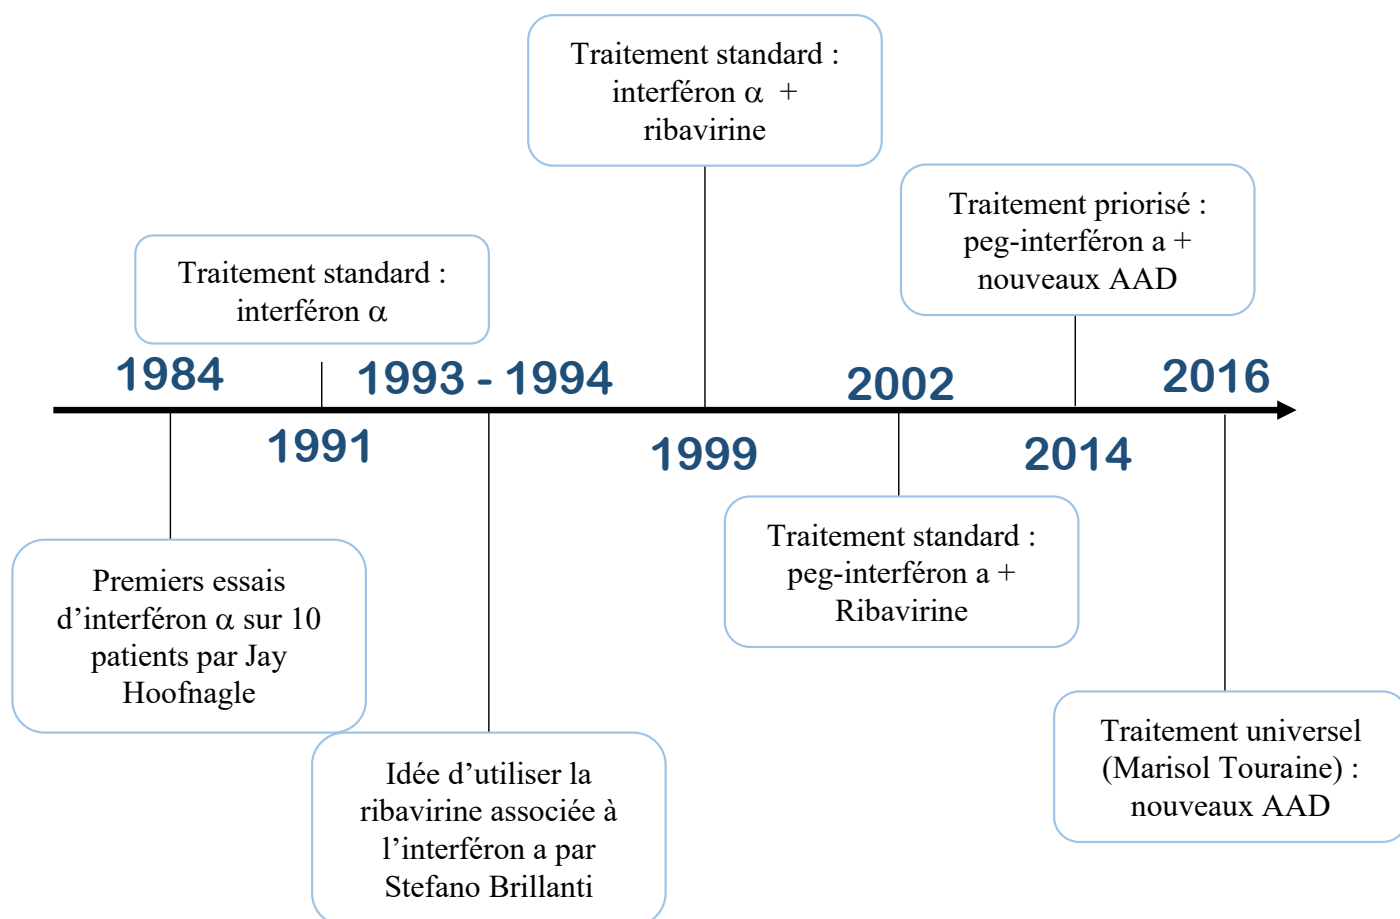 Traitement standard :
interféron α +
ribavirine
Traitement priorisé :
peg-interféron a +
nouveaux AAD
Traitement standard :
interféron α
1984
1993 - 1994
2002
2016
1991
1999
2014
Traitement standard :
peg-interféron a +
Ribavirine
Premiers essais
d’interféron α sur 10
patients par Jay
Hoofnagle
Traitement universel
(Marisol Touraine) :
nouveaux AAD
Idée d’utiliser la
ribavirine associée à
l’interféron a par
Stefano Brillanti